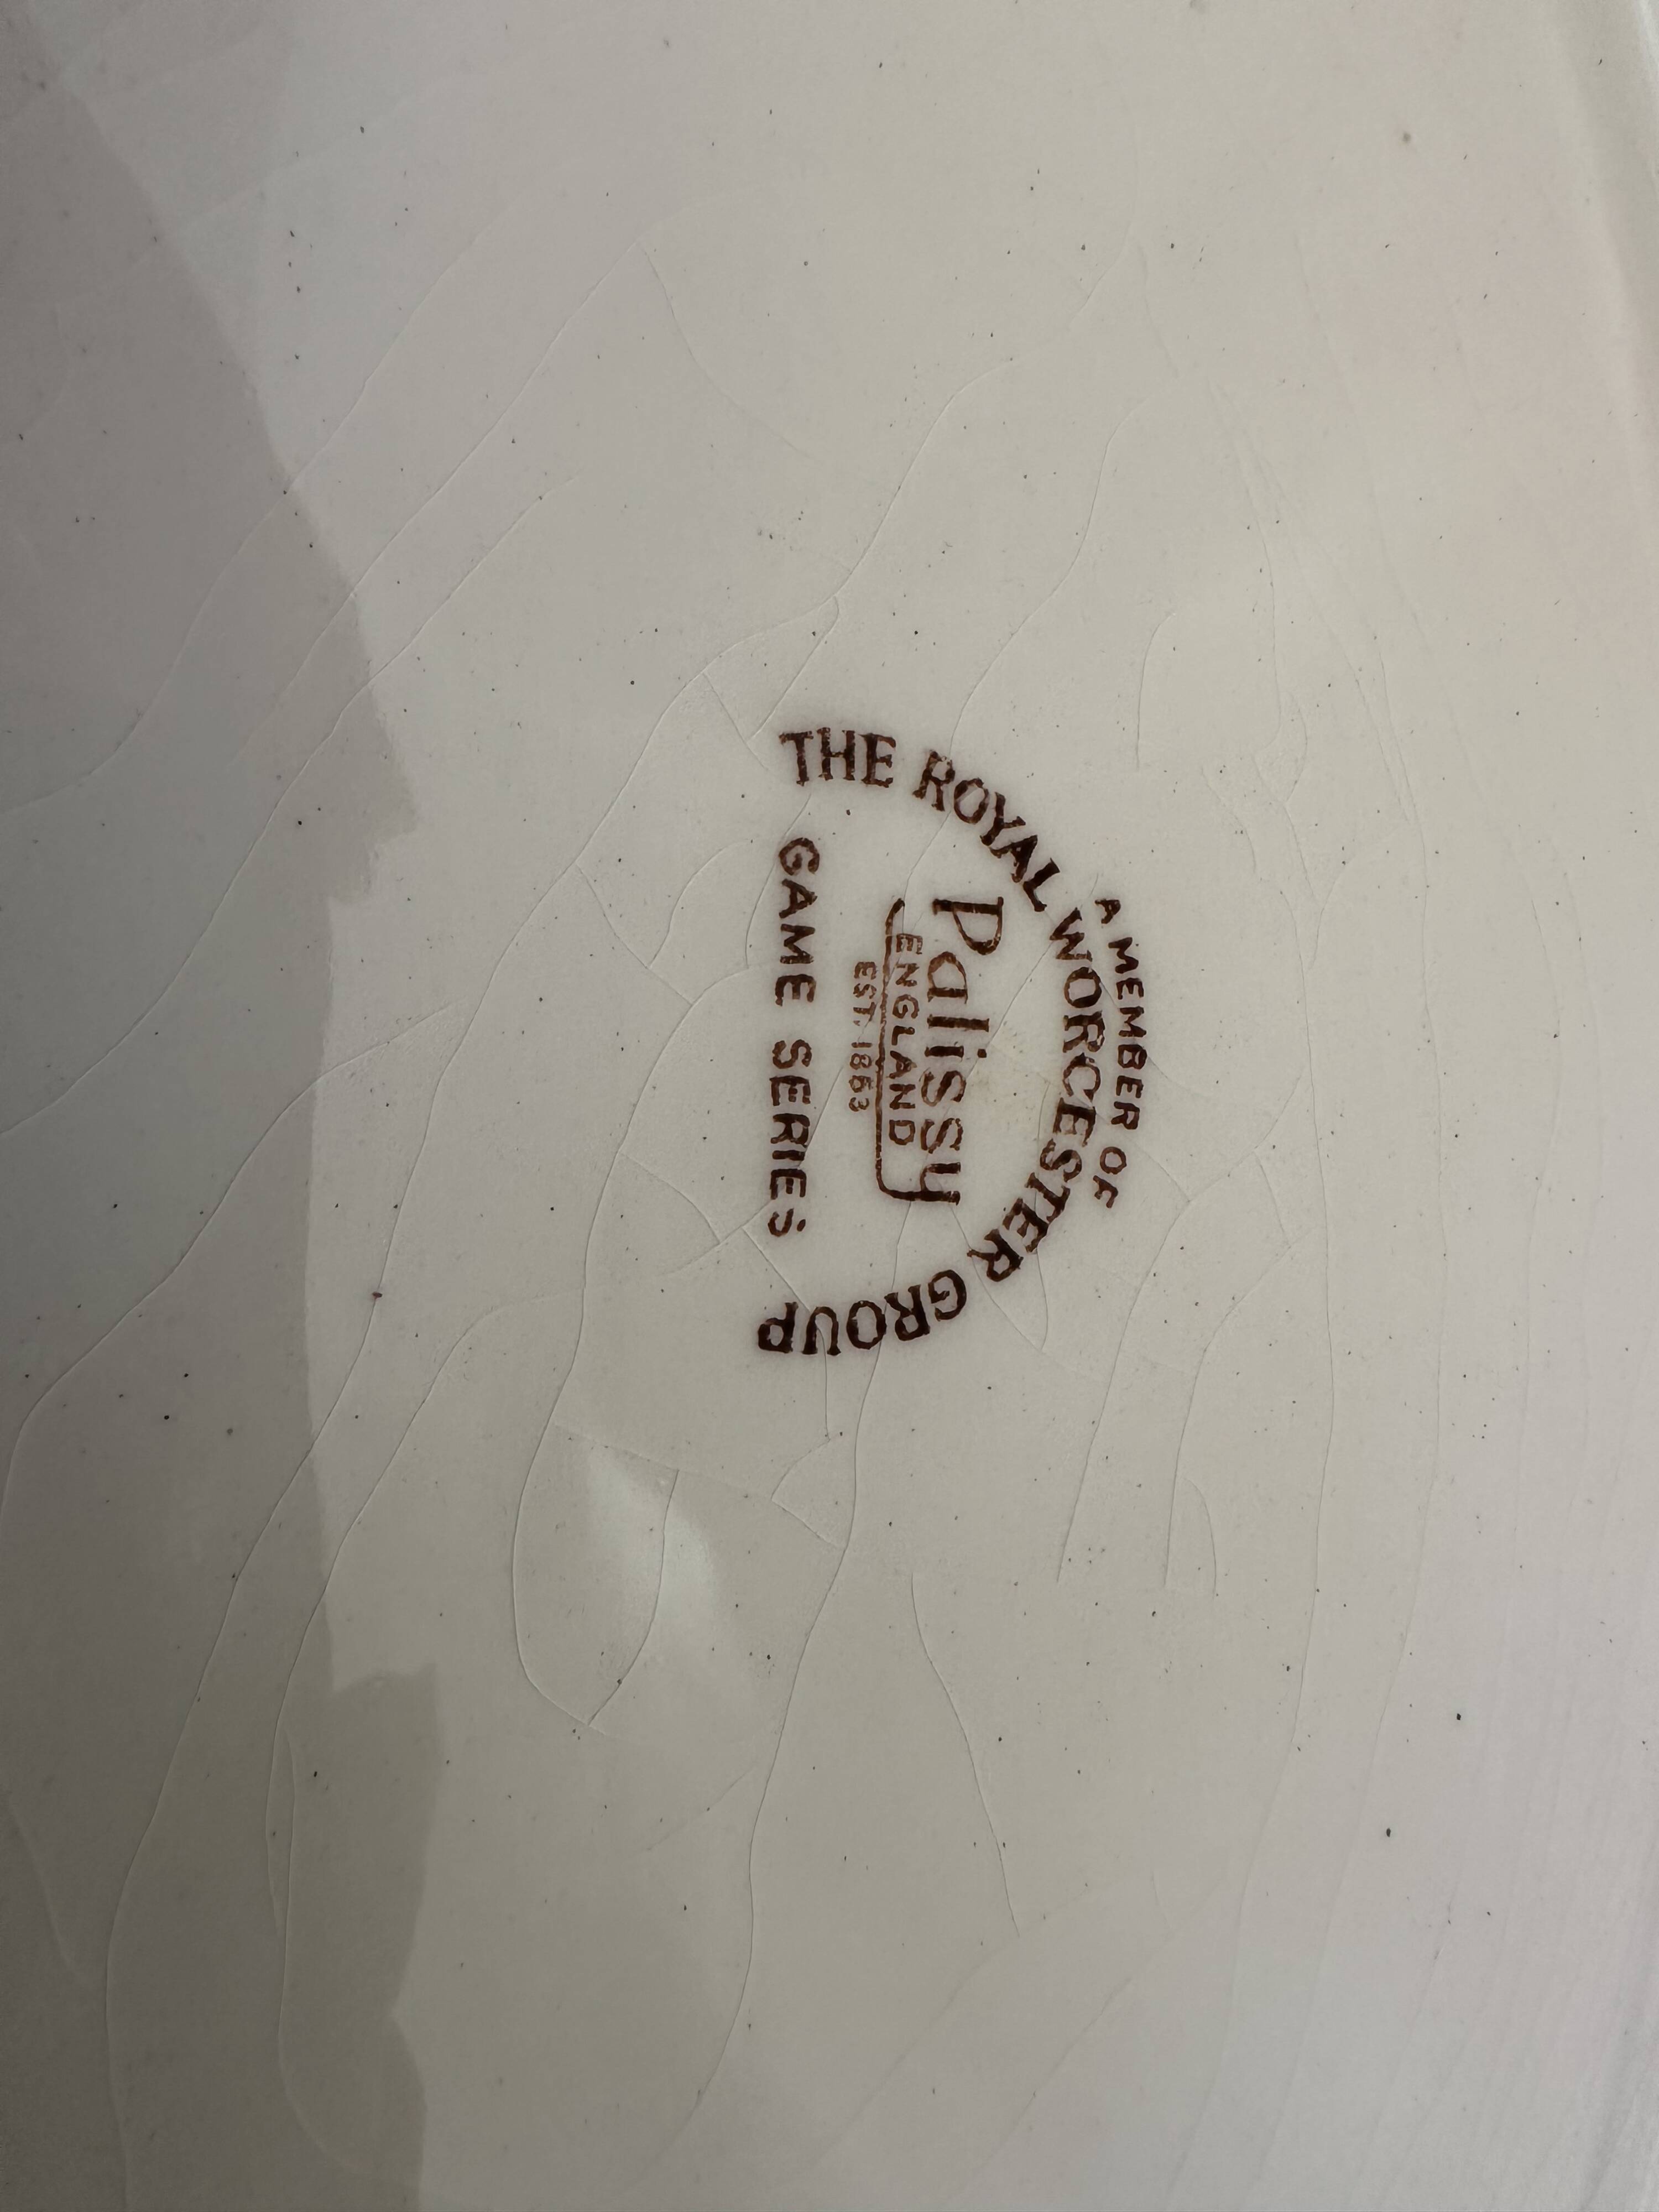 A MEMBER OF
THE ROYAL WORCESTER GROUP
Palissy
ENGLAND
EST. 1853
GAME SERIES